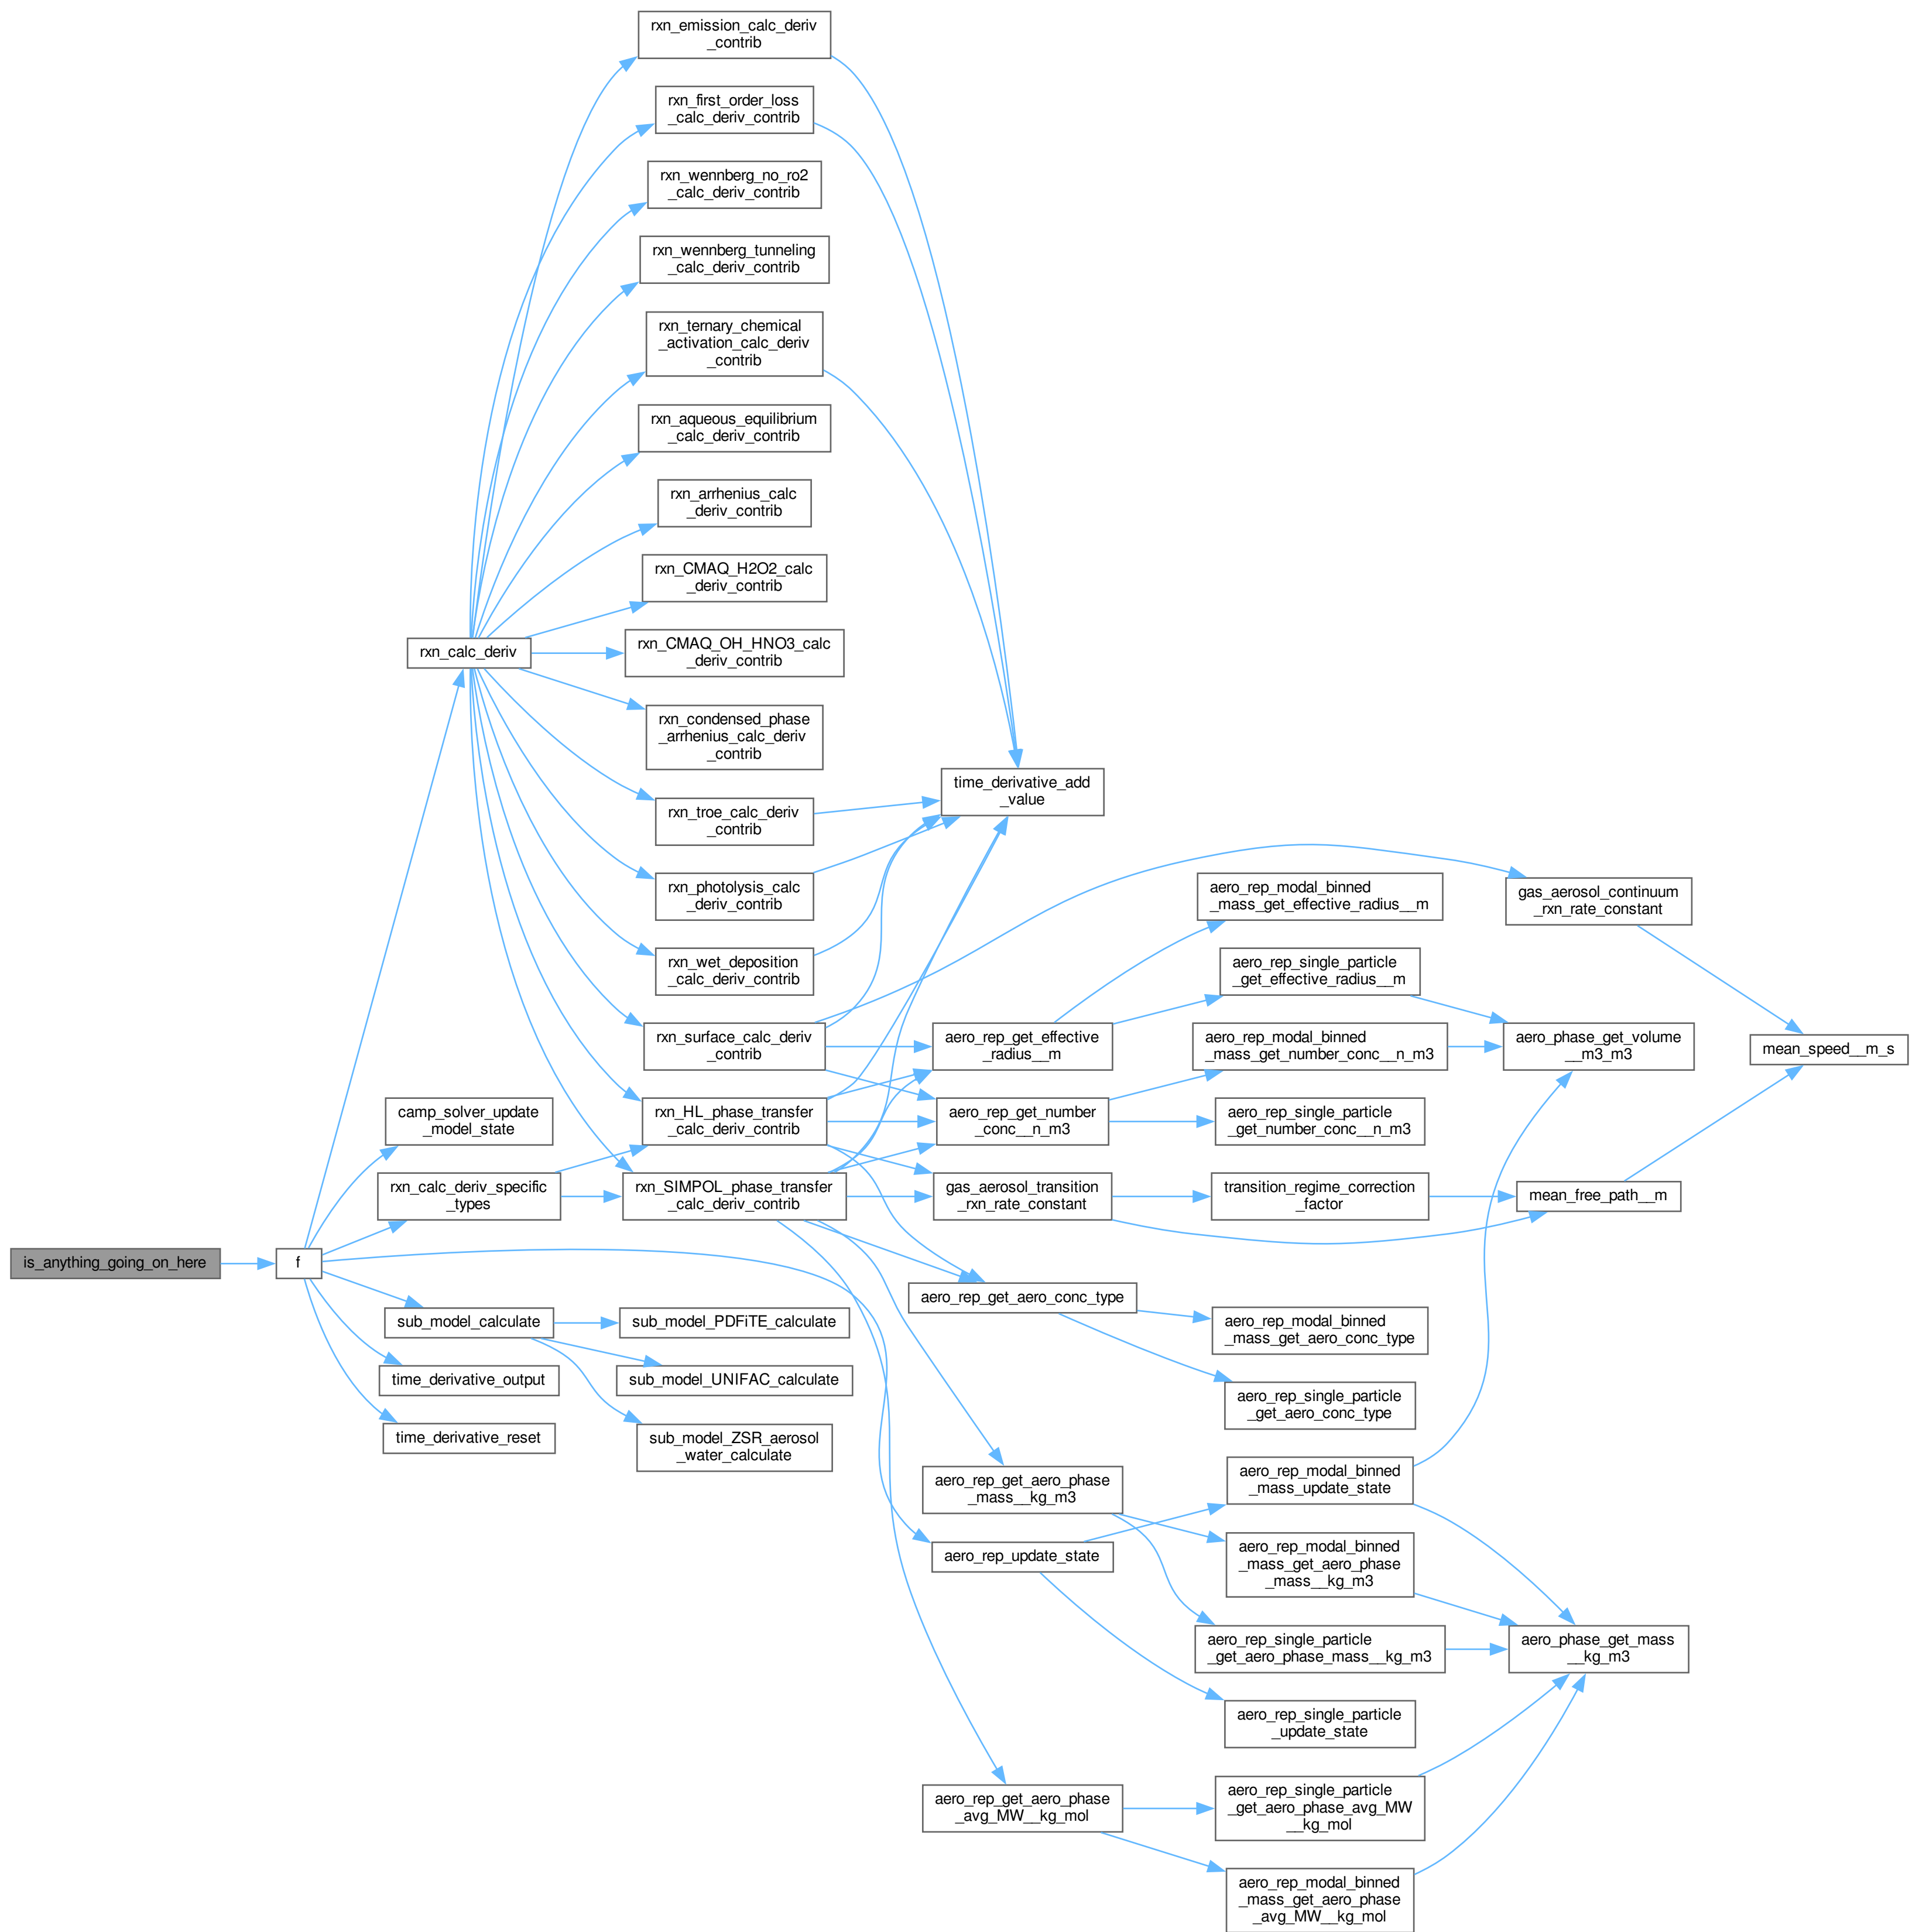 rxn_emission_calc_deriv
_contrib
rxn_first_order_loss
_calc_deriv_contrib
rxn_wennberg_no_ro2
_calc_deriv_contrib
rxn_wennberg_tunneling
_calc_deriv_contrib
rxn_ternary_chemical
_activation_calc_deriv
_contrib
rxn_aqueous_equilibrium
_calc_deriv_contrib
rxn_arrhenius_calc
_deriv_contrib
rxn_CMAQ_H2O2_calc
_deriv_contrib
rxn_calc_deriv
rxn_CMAQ_OH_HNO3_calc
_deriv_contrib
rxn_condensed_phase
_arrhenius_calc_deriv
_contrib
rxn_troe_calc_deriv
_contrib
time_derivative_add
_value
rxn_photolysis_calc
_deriv_contrib
rxn_wet_deposition
_calc_deriv_contrib
rxn_surface_calc_deriv
_contrib
rxn_HL_phase_transfer
_calc_deriv_contrib
rxn_SIMPOL_phase_transfer
_calc_deriv_contrib
camp_solver_update
_model_state
rxn_calc_deriv_specific
_types
is_anything_going_on_here
f
sub_model_calculate
time_derivative_output
time_derivative_reset
sub_model_PDFiTE_calculate
sub_model_UNIFAC_calculate
sub_model_ZSR_aerosol
_water_calculate
aero_rep_get_effective
_radius__m
aero_rep_get_number
_conc__n_m3
gas_aerosol_transition
_rxn_rate_constant
aero_rep_get_aero_conc_type
aero_rep_get_aero_phase
_mass__kg_m3
aero_rep_update_state
aero_rep_get_aero_phase
_avg_MW__kg_mol
aero_rep_modal_binned
_mass_get_effective_radius__m
aero_rep_single_particle
_get_effective_radius__m
aero_rep_modal_binned
_mass_get_number_conc__n_m3
aero_rep_single_particle
_get_number_conc__n_m3
transition_regime_correction
_factor
aero_rep_modal_binned
_mass_get_aero_conc_type
aero_rep_single_particle
_get_aero_conc_type
aero_rep_modal_binned
_mass_update_state
aero_rep_modal_binned
_mass_get_aero_phase
_mass__kg_m3
aero_rep_single_particle
_get_aero_phase_mass__kg_m3
aero_rep_single_particle
_update_state
aero_rep_single_particle
_get_aero_phase_avg_MW
__kg_mol
aero_rep_modal_binned
_mass_get_aero_phase
_avg_MW__kg_mol
gas_aerosol_continuum
_rxn_rate_constant
aero_phase_get_volume
__m3_m3
mean_free_path__m
aero_phase_get_mass
__kg_m3
mean_speed__m_s